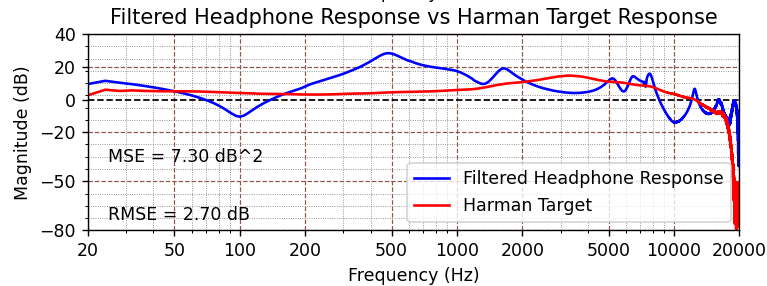 Filtered Headphone Response vs Harman Target Response
40
20
0
−20
−50
−80
Magnitude (dB)
MSE = 7.30 dB^2
RMSE = 2.70 dB
Filtered Headphone Response
Harman Target
20 50 100 200 500 1000 2000 5000 10000 20000
Frequency (Hz)